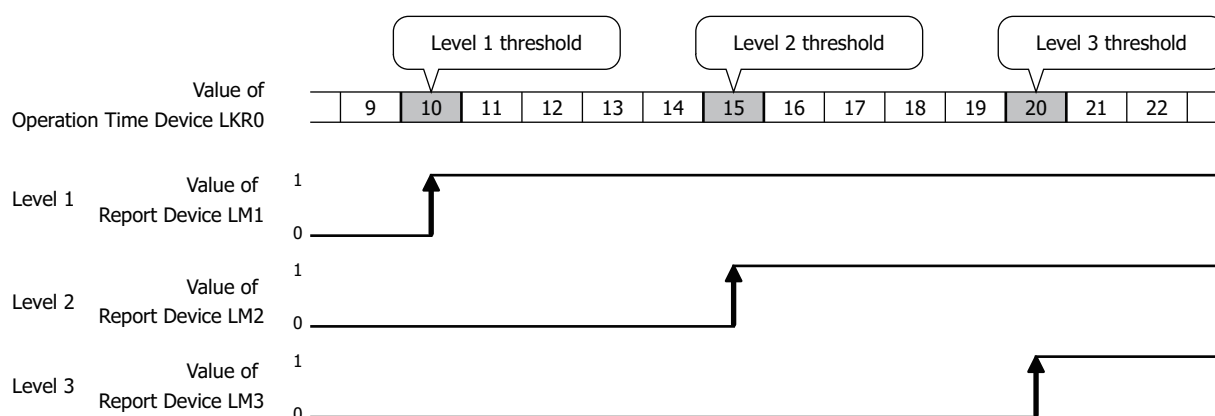 Level 1 threshold
Level 2 threshold
Level 3 threshold
Value of
Operation Time Device LKR0
9 10 11 12 13 14 15 16 17 18 19 20 21 22
Level 1
Value of
Report Device LM1
1
0
Level 2
Value of
Report Device LM2
1
0
Level 3
Value of
Report Device LM3
1
0